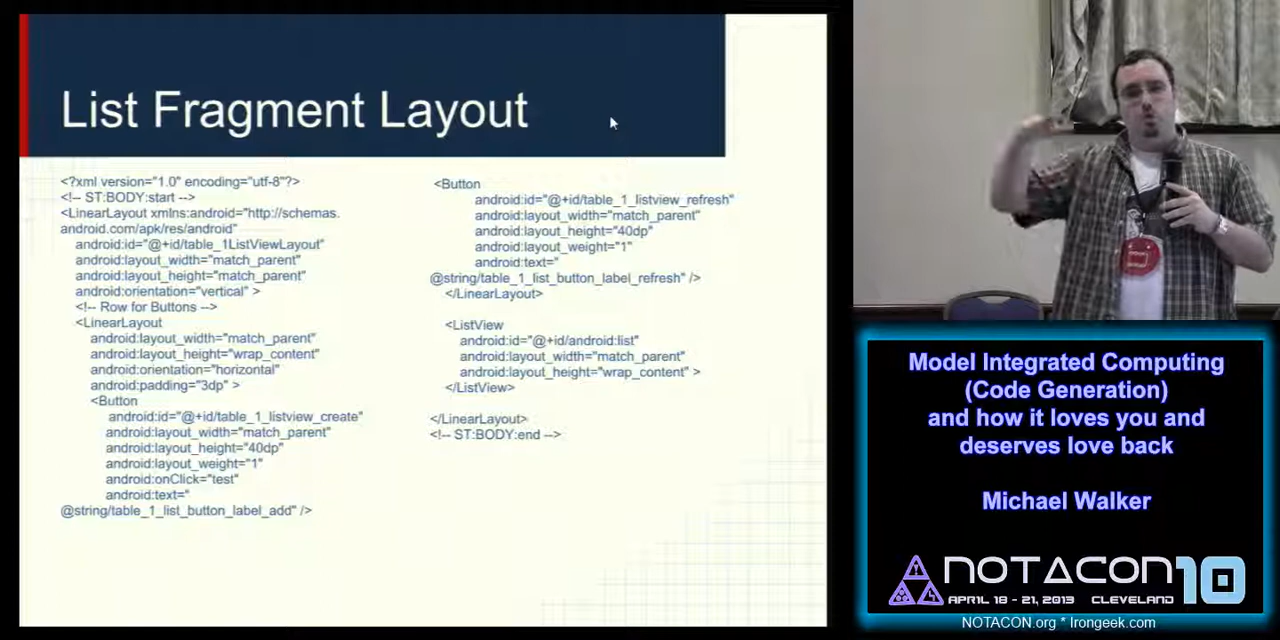 List Fragment Layout
<?xml version="1.0" encoding="utf-8"?>
<!-- ST:BODY:start -->
<LinearLayout xmlns:android="http://schemas.
android.com/apk/res/android"
android:id="@+id/table_1ListViewLayout"
android:layout_width="match_parent"
android:layout_height="match_parent"
android:orientation="vertical" >
<!-- Row for Buttons -->
<LinearLayout
android:layout_width="match_parent"
android:layout_height="wrap_content"
android:orientation="horizontal"
android:padding="3dp" >
<Button
android:id="@+id/table_1_listview_create"
android:layout_width="match_parent"
android:layout_height="40dp"
android:layout_weight="1"
android:onClick="test"
android:text="
@string/table_1_list_button_label_add" />
<Button
android:id="@+id/table_1_listview_refresh"
android:layout_width="match_parent"
android:layout_height="40dp"
android:layout_weight="1"
android:text="
@string/table_1_list_button_label_refresh" />
</LinearLayout>
<ListView
android:id="@+id/android:list"
android:layout_width="match_parent"
android:layout_height="wrap_content" >
</ListView>
</LinearLayout>
<!-- ST:BODY:end -->
Model Integrated Computing
(Code Generation)
and how it loves you and
deserves love back
Michael Walker
NOTACON 10
APRIL 18 - 21, 2013 CLEVELAND
NOTACON.org * Irongeek.com